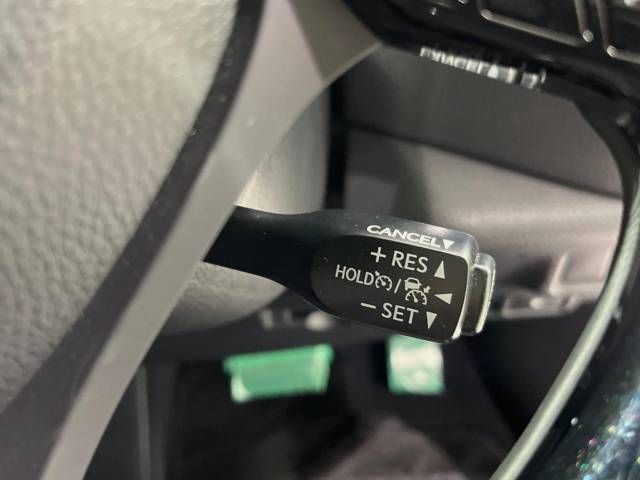 CANCEL▼
+ RES ▲
HOLD / ◀
− SET ▼